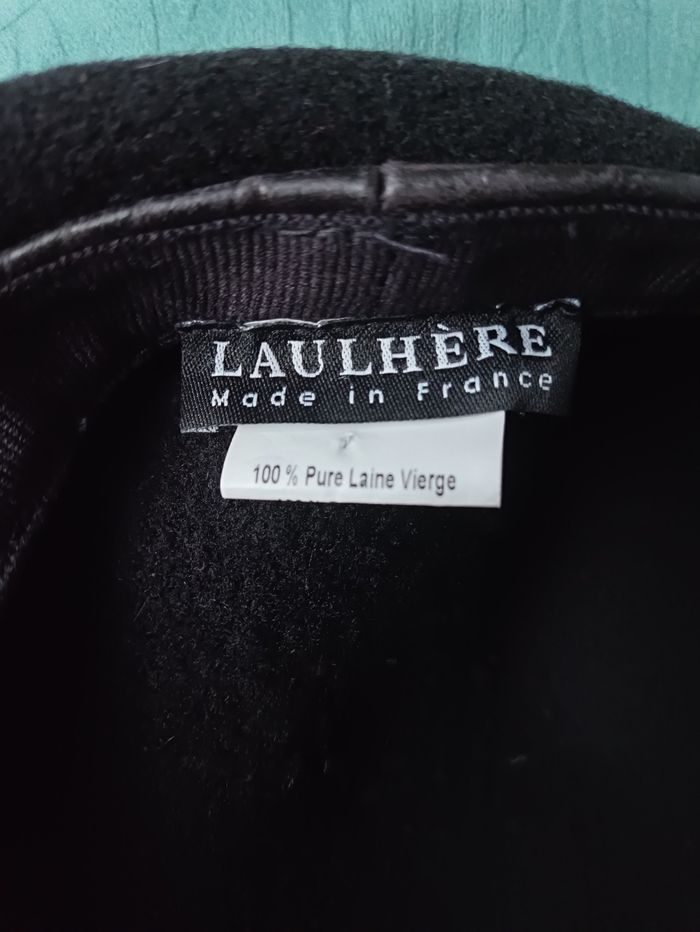 LAULHÈRE
Made in France
100 % Pure Laine Vierge